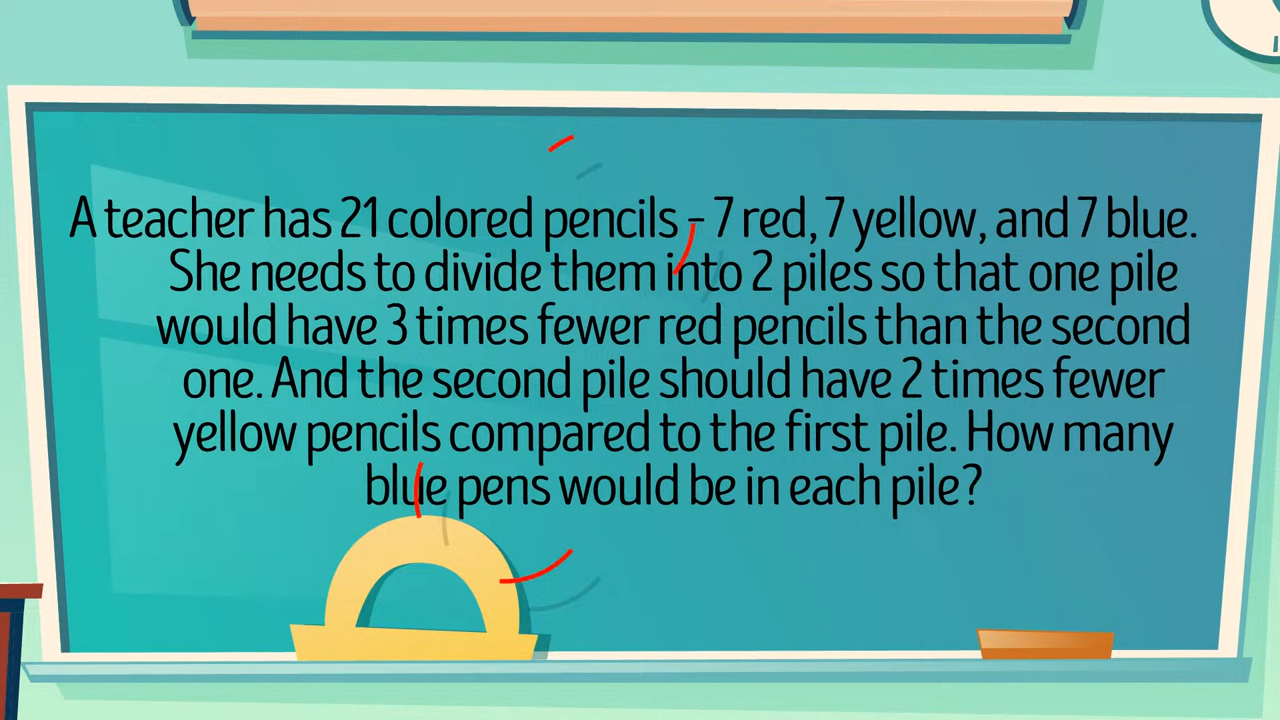 A teacher has 21 colored pencils - 7 red, 7 yellow, and 7 blue.
She needs to divide them into 2 piles so that one pile
would have 3 times fewer red pencils than the second
one. And the second pile should have 2 times fewer
yellow pencils compared to the first pile. How many
blue pens would be in each pile?